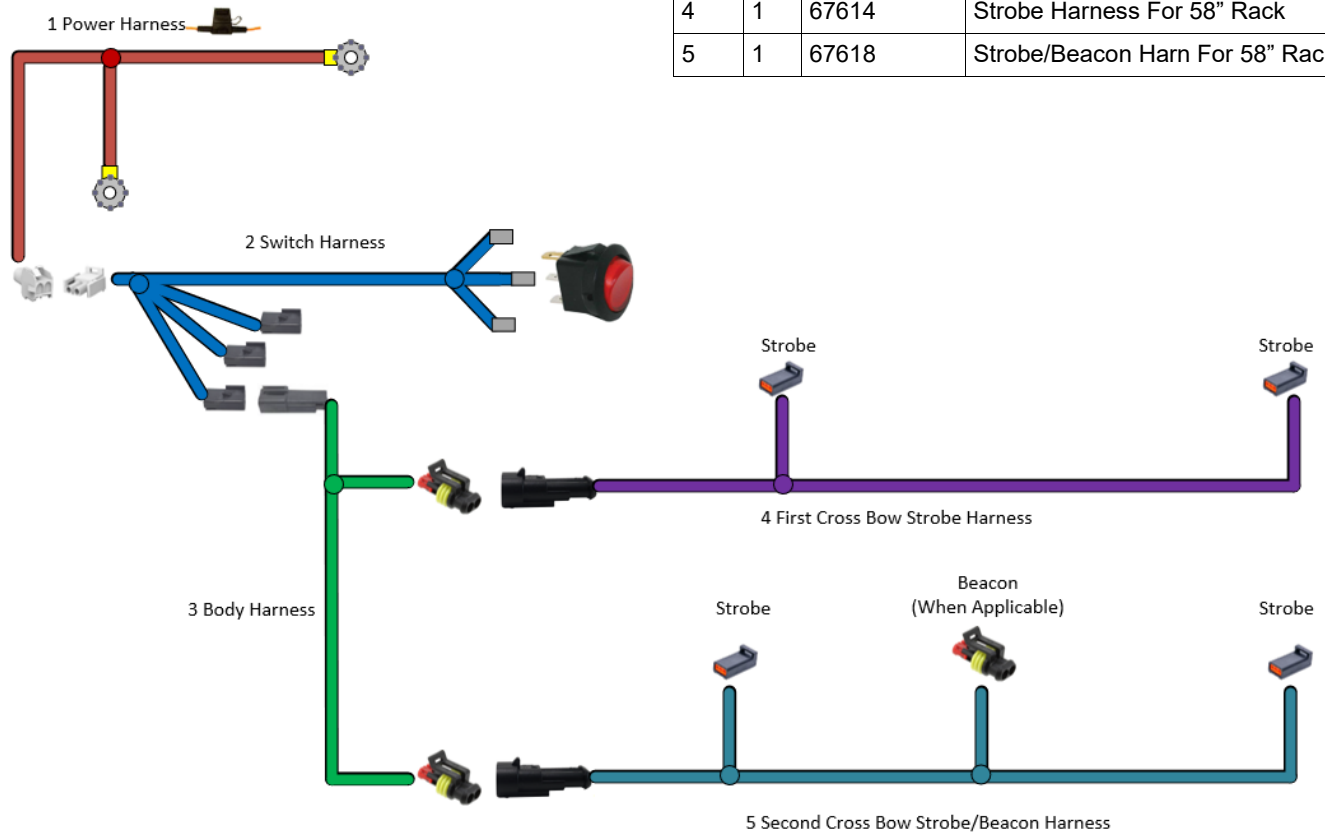 1 Power Harness
4 1 67614 Strobe Harness For 58” Rack
5 1 67618 Strobe/Beacon Harn For 58” Rac
2 Switch Harness
Strobe
Strobe
4 First Cross Bow Strobe Harness
3 Body Harness
Strobe
Beacon
(When Applicable)
Strobe
5 Second Cross Bow Strobe/Beacon Harness